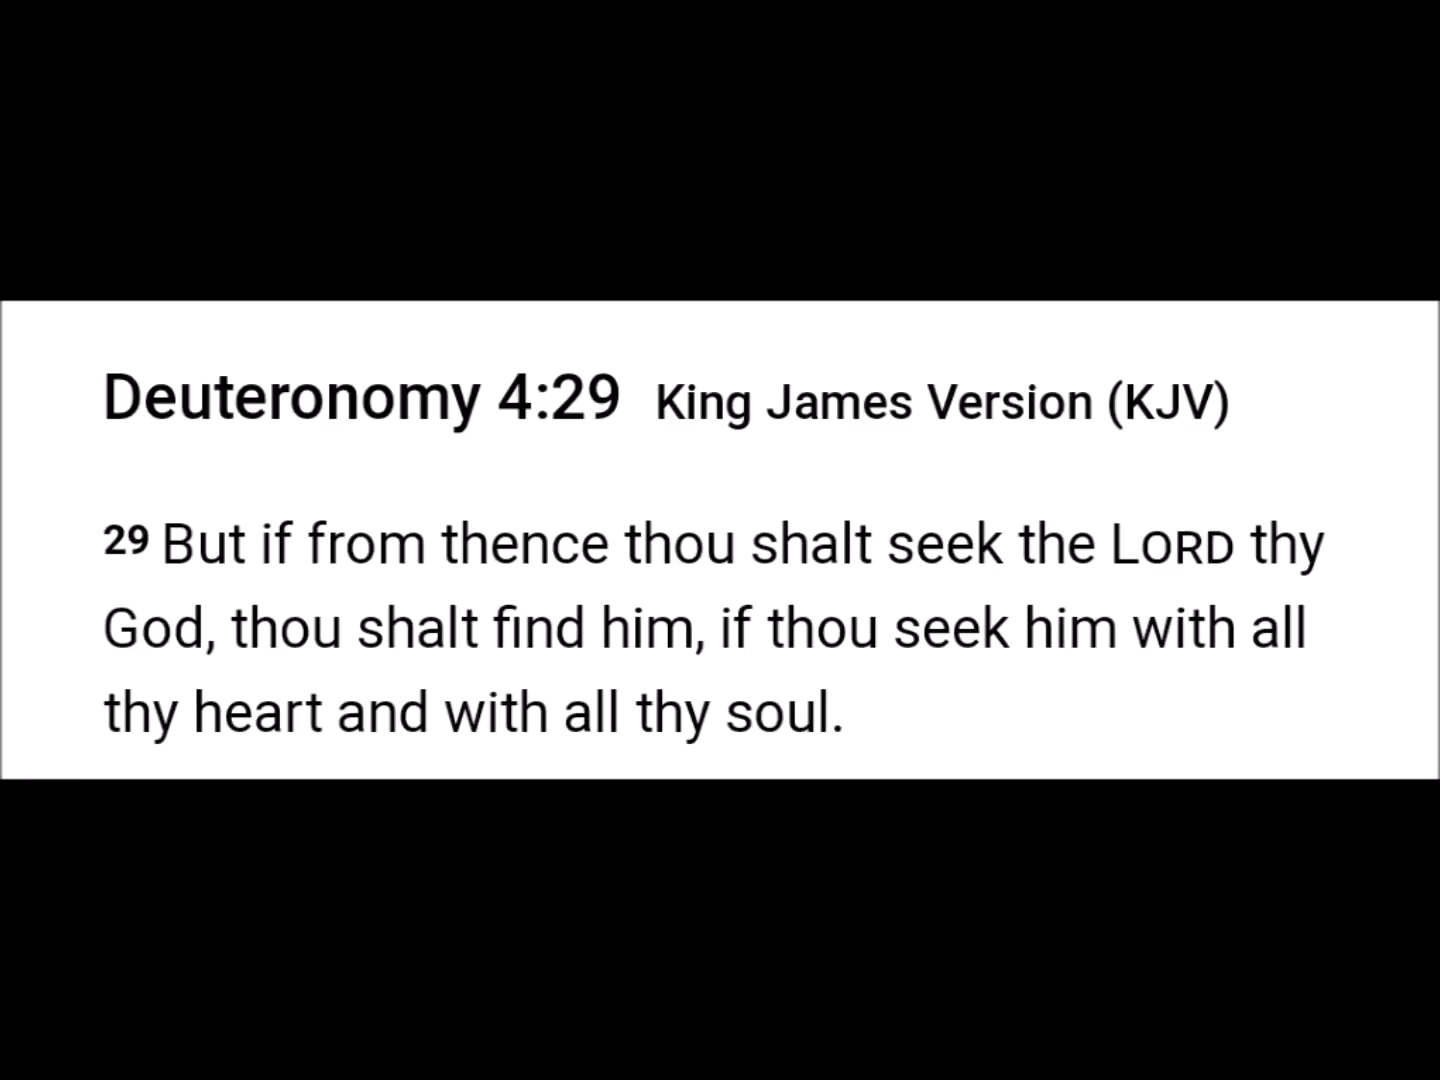 Deuteronomy 4:29 King James Version (KJV)
29 But if from thence thou shalt seek the LORD thy
God, thou shalt find him, if thou seek him with all
thy heart and with all thy soul.